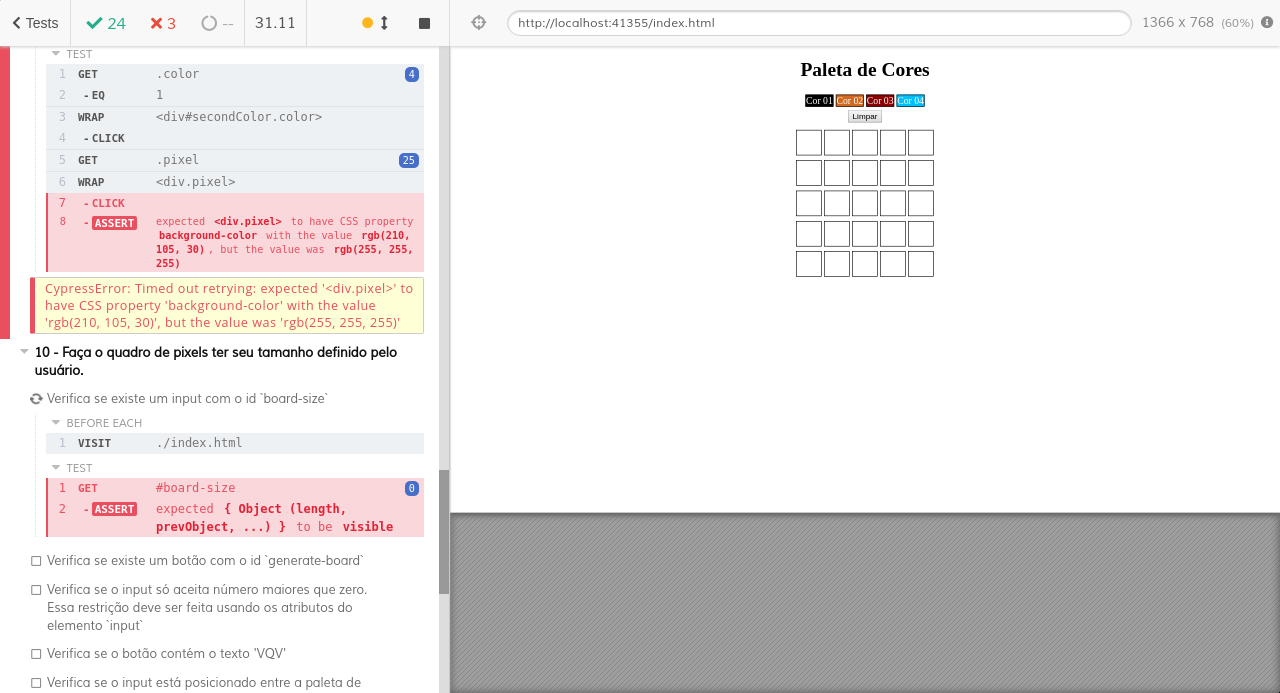 Tests 24 3 -- 31.11
http://localhost:41355/index.html 1366 x 768 (60%)
TEST
1 GET .color 4
2 - EQ 1
3 WRAP <div#secondColor.color>
4 - CLICK
5 GET .pixel 25
6 WRAP <div.pixel>
7 - CLICK
8 - ASSERT expected <div.pixel> to have CSS property
background-color with the value rgb(210,
105, 30) , but the value was rgb(255, 255,
255)
CypressError: Timed out retrying: expected '<div.pixel>' to
have CSS property 'background-color' with the value
'rgb(210, 105, 30)', but the value was 'rgb(255, 255, 255)'
10 - Faça o quadro de pixels ter seu tamanho definido pelo
usuário.
Verifica se existe um input com o id `board-size`
BEFORE EACH
1 VISIT ./index.html
TEST
1 GET #board-size 0
2 - ASSERT expected { Object (length,
prevObject, ...) } to be visible
Verifica se existe um botão com o id `generate-board`
Verifica se o input só aceita número maiores que zero.
Essa restrição deve ser feita usando os atributos do
elemento `input`
Verifica se o botão contém o texto 'VQV'
Verifica se o input está posicionado entre a paleta de
Paleta de Cores
Cor 01 Cor 02 Cor 03 Cor 04
Limpar